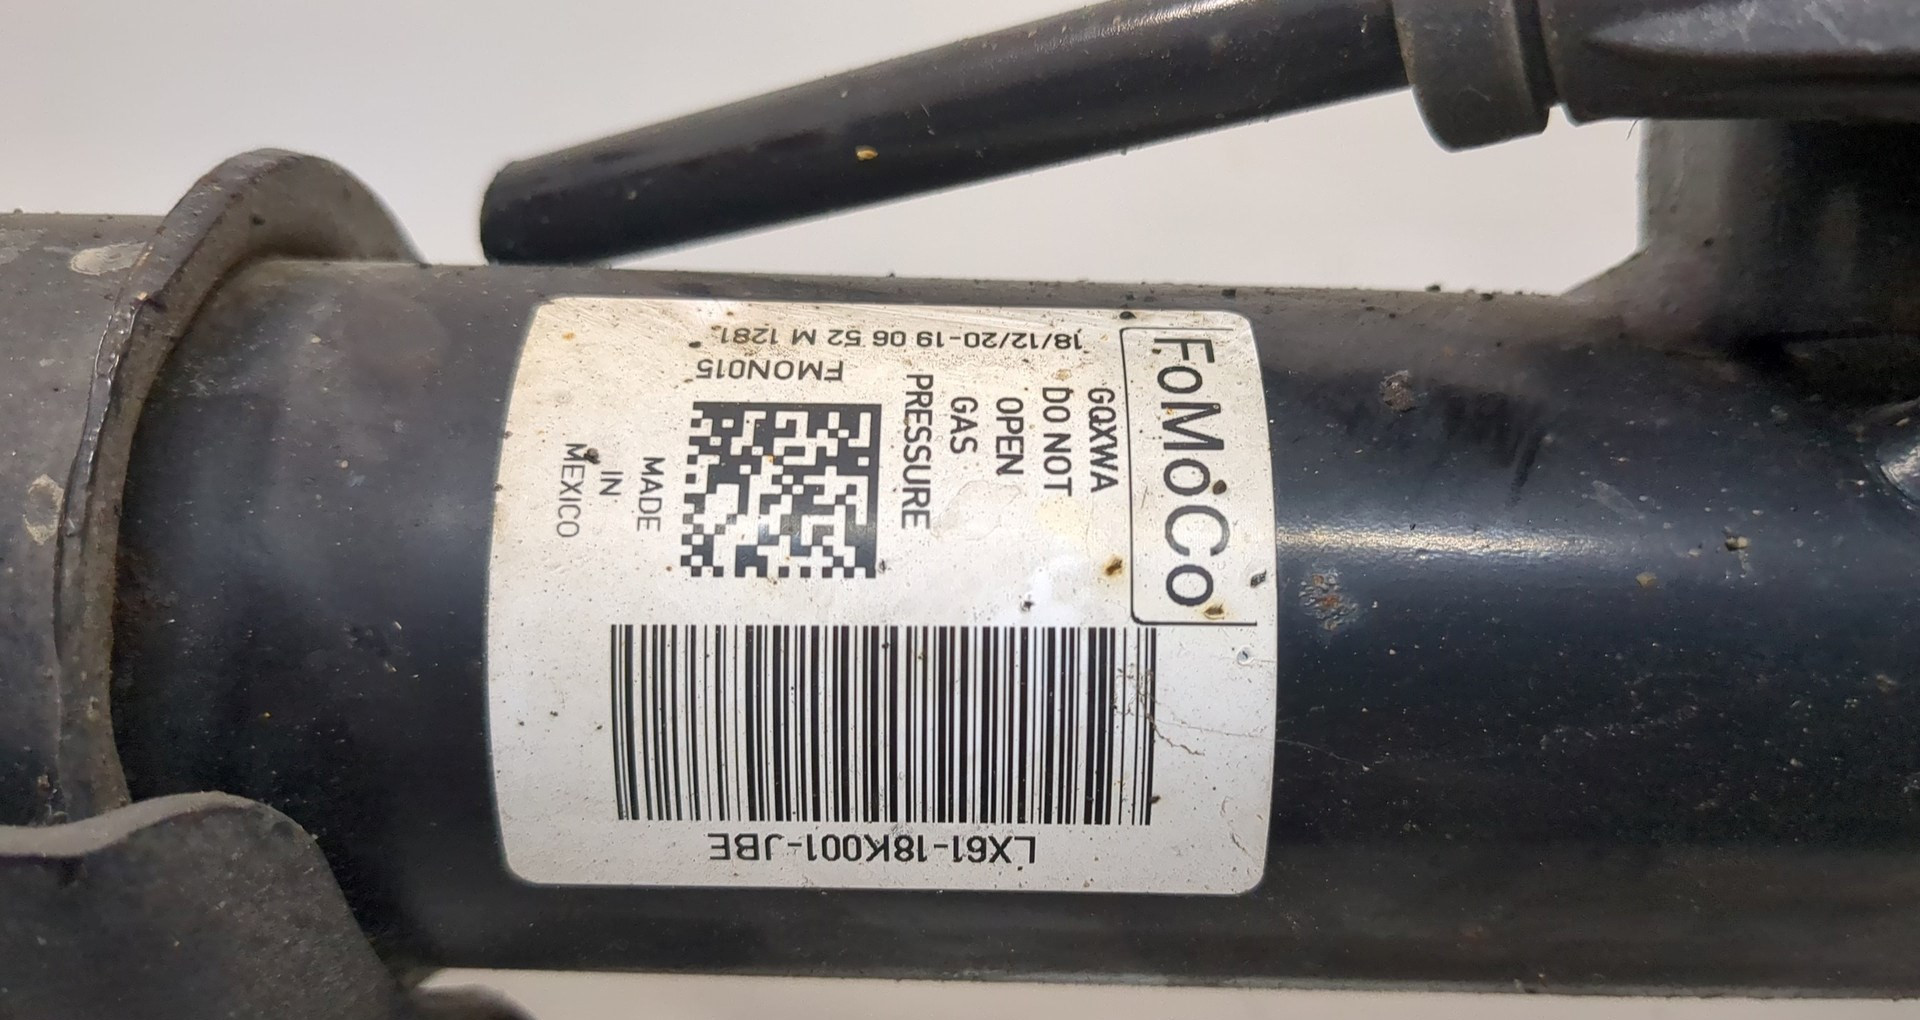 FoMoCo
GQXWA
DO NOT
OPEN
GAS
PRESSURE
MADE
IN
MEXICO
18/12/20-19 06 52 M 1281
FMON015
LX61-18K001-JBE